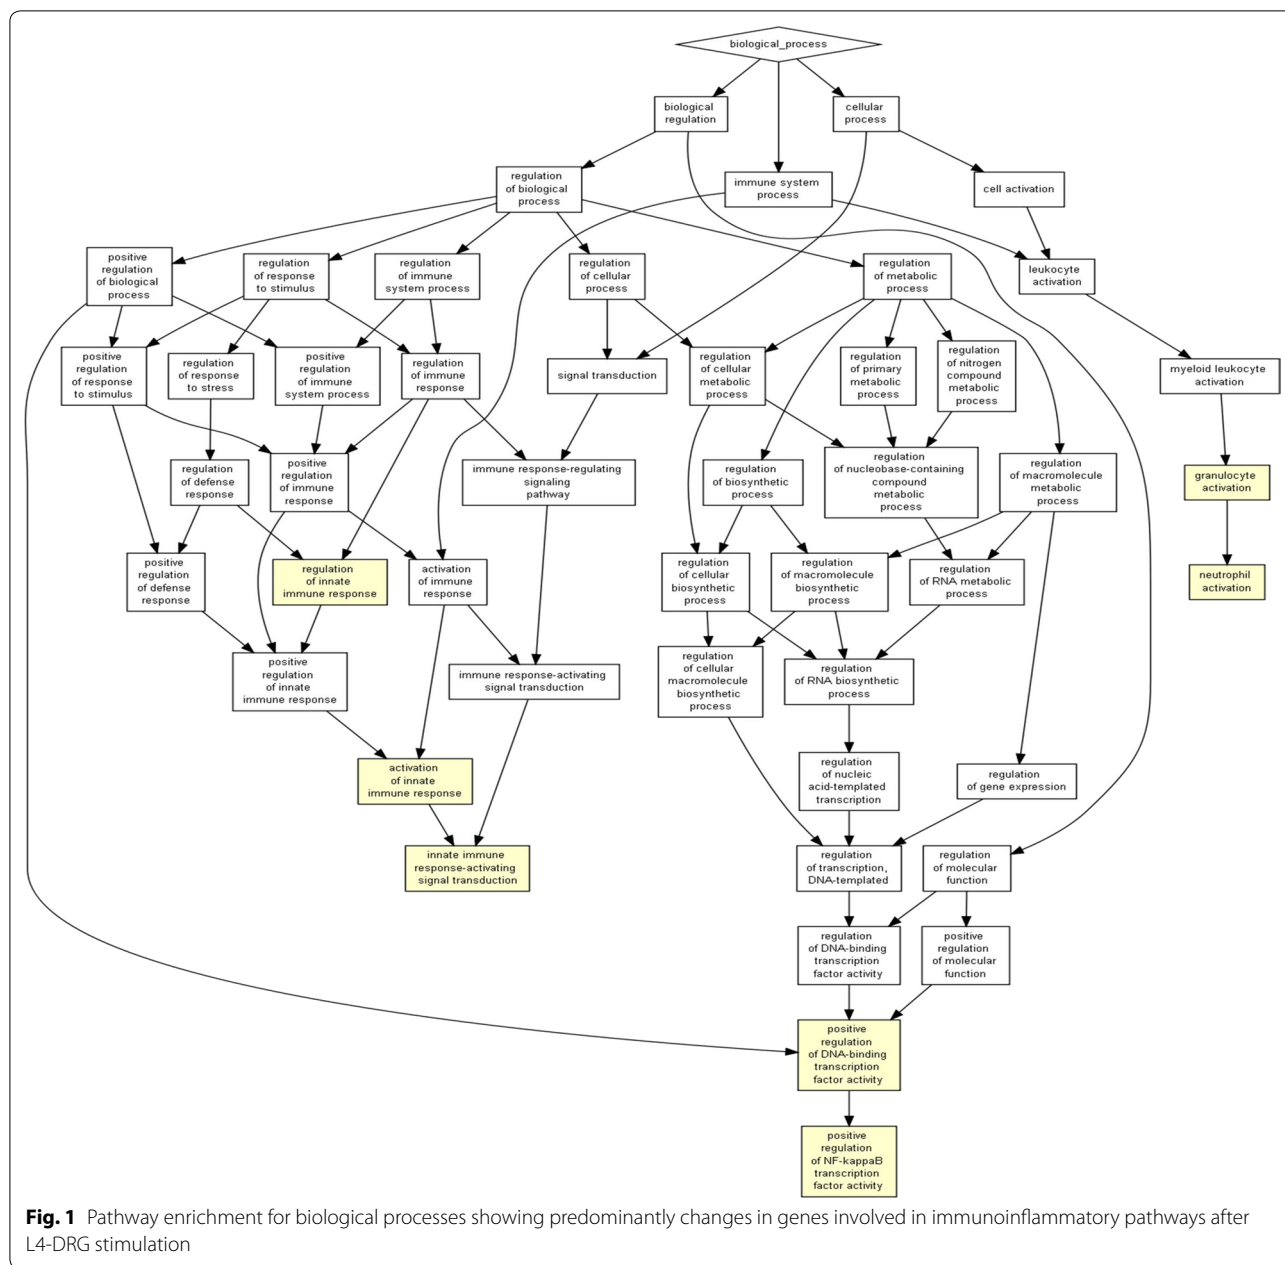 biological_process
biological
regulation
cellular
process
regulation
of biological
process
immune system
process
cell activation
positive
regulation
of biological
process
regulation
of response
to stimulus
regulation
of immune
system process
regulation
of cellular
process
regulation
of metabolic
process
leukocyte
activation
positive
regulation
of response
to stimulus
regulation
of response
to stress
positive
regulation
of immune
system process
regulation
of immune
response
signal transduction
regulation
of cellular
metabolic
process
regulation
of primary
metabolic
process
regulation
of nitrogen
compound
metabolic
process
myeloid leukocyte
activation
regulation
of defense
response
positive
regulation
of immune
response
immune response-regulating
signaling
pathway
regulation
of biosynthetic
process
regulation
of nucleobase-containing
compound
metabolic
process
regulation
of macromolecule
metabolic
process
granulocyte
activation
positive
regulation
of defense
response
regulation
of innate
immune response
activation
of immune
response
regulation
of cellular
biosynthetic
process
regulation
of macromolecule
biosynthetic
process
regulation
of RNA metabolic
process
neutrophil
activation
positive
regulation
of innate
immune response
immune response-activating
signal transduction
regulation
of cellular
macromolecule
biosynthetic
process
regulation
of RNA biosynthetic
process
activation
of innate
immune response
regulation
of nucleic
acid-templated
transcription
regulation
of gene expression
innate immune
response-activating
signal transduction
regulation
of transcription,
DNA-templated
regulation
of molecular
function
regulation
of DNA-binding
transcription
factor activity
positive
regulation
of molecular
function
positive
regulation
of DNA-binding
transcription
factor activity
positive
regulation
of NF-kappaB
transcription
factor activity
Fig. 1 Pathway enrichment for biological processes showing predominantly changes in genes involved in immunoinflammatory pathways after
L4-DRG stimulation